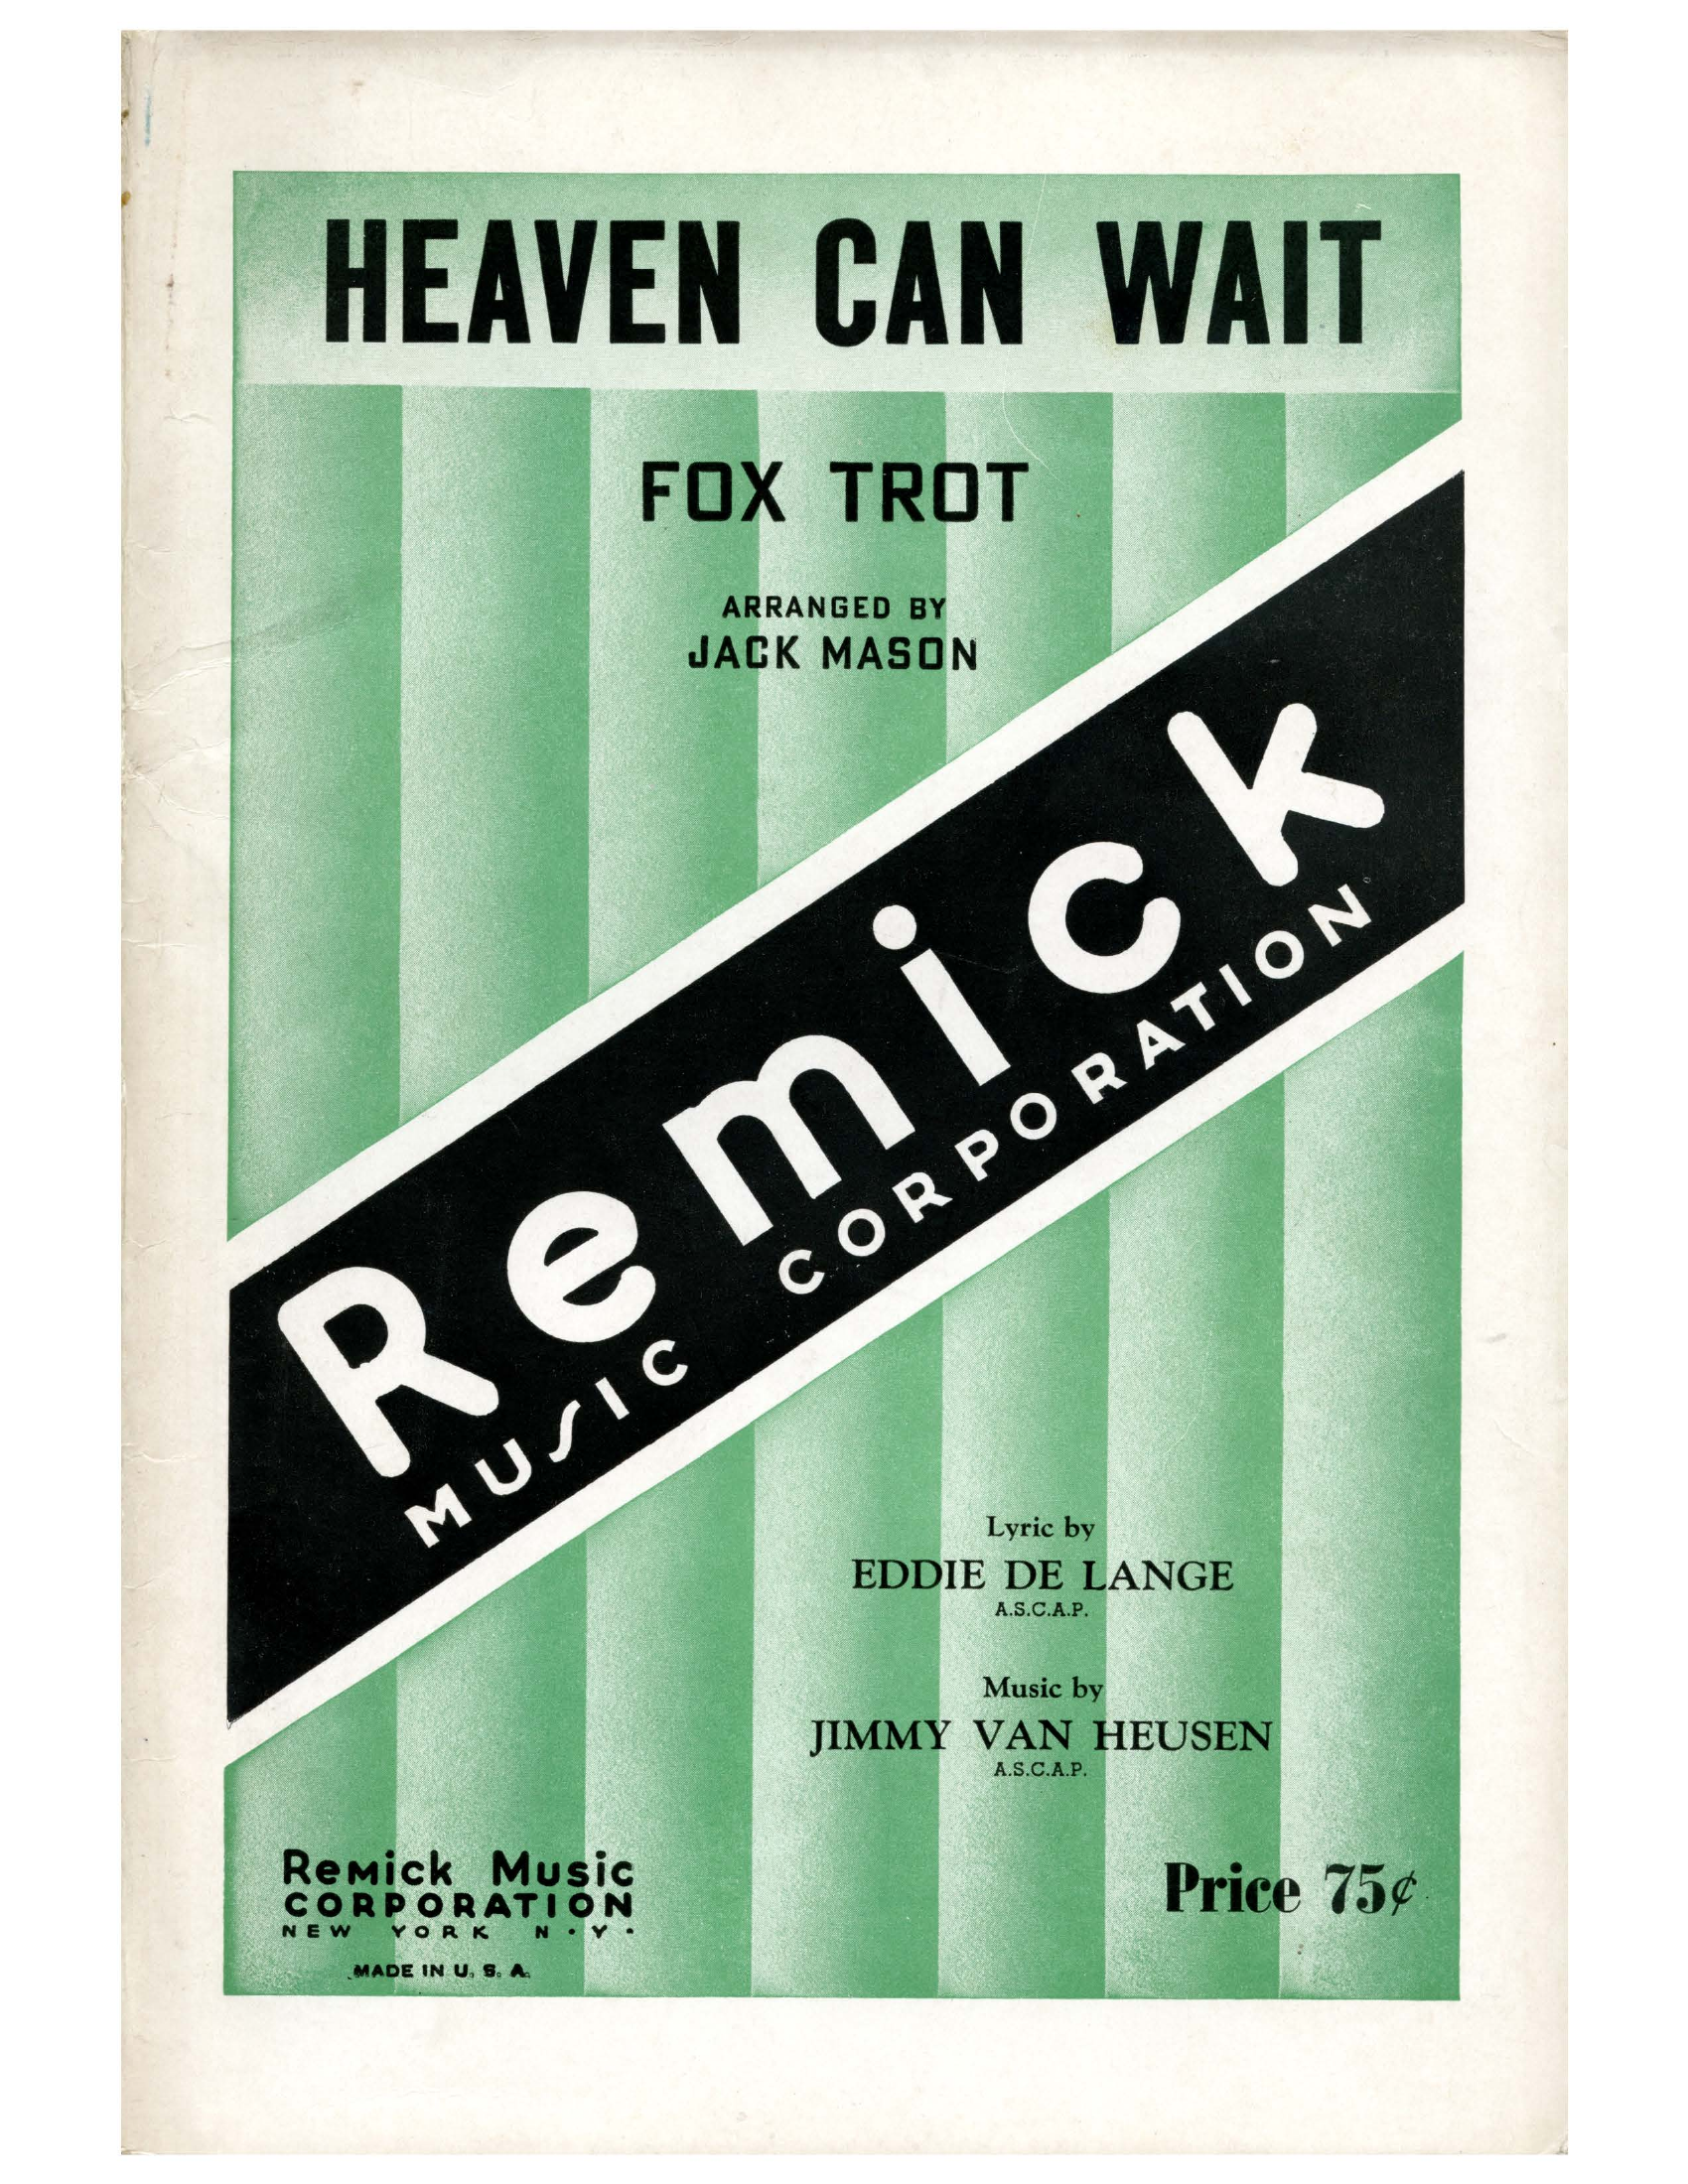 HEAVEN CAN WAIT
FOX TROT
ARRANGED BY
JACK MASON
Remick
MUSIC CORPORATION
Lyric by
EDDIE DE LANGE
A.S.C.A.P.
Music by
JIMMY VAN HEUSEN
A.S.C.A.P.
Remick Music
CORPORATION
NEW YORK N·Y·
MADE IN U. S. A.
Price 75¢